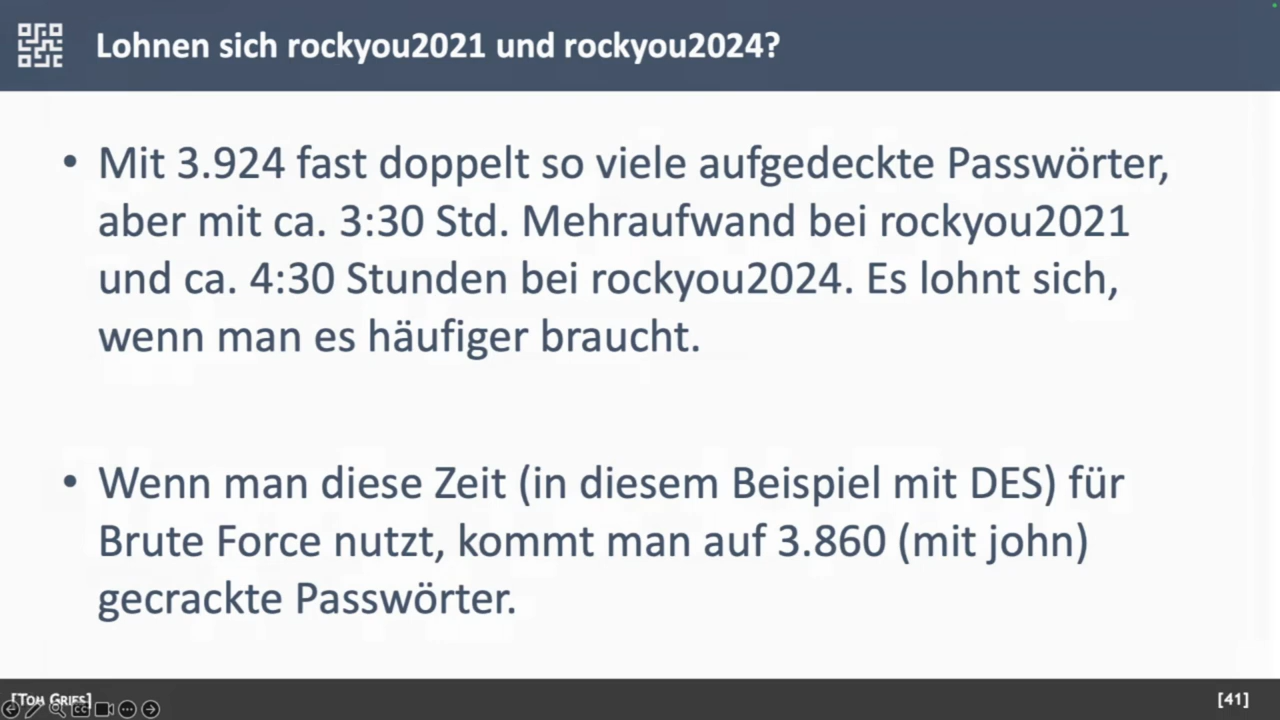 Lohnen sich rockyou2021 und rockyou2024?
• Mit 3.924 fast doppelt so viele aufgedeckte Passwörter,
aber mit ca. 3:30 Std. Mehraufwand bei rockyou2021
und ca. 4:30 Stunden bei rockyou2024. Es lohnt sich,
wenn man es häufiger braucht.
• Wenn man diese Zeit (in diesem Beispiel mit DES) für
Brute Force nutzt, kommt man auf 3.860 (mit john)
gecrackte Passwörter.
[Tom Gries]
[41]